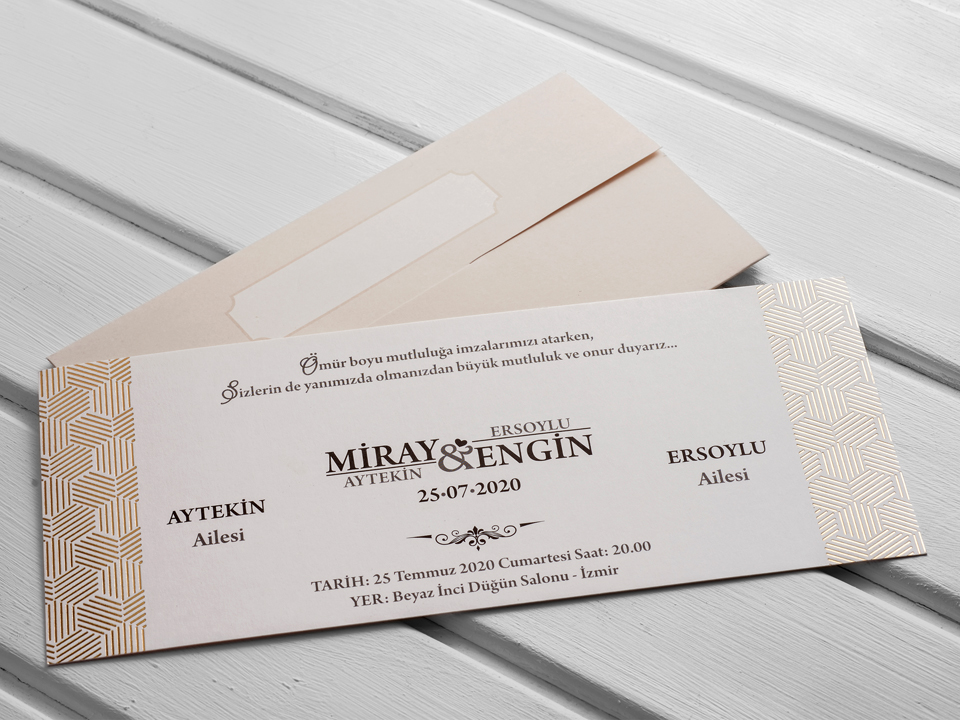 Ömür boyu mutluluğa imzalarımızı atarken,
Sizlerin de yanımızda olmanızdan büyük mutluluk ve onur duyarız...
ERSOYLU
MİRAY & ENGİN
AYTEKİN
25•07•2020
AYTEKİN
Ailesi
ERSOYLU
Ailesi
TARİH: 25 Temmuz 2020 Cumartesi Saat: 20.00
YER: Beyaz İnci Düğün Salonu - İzmir